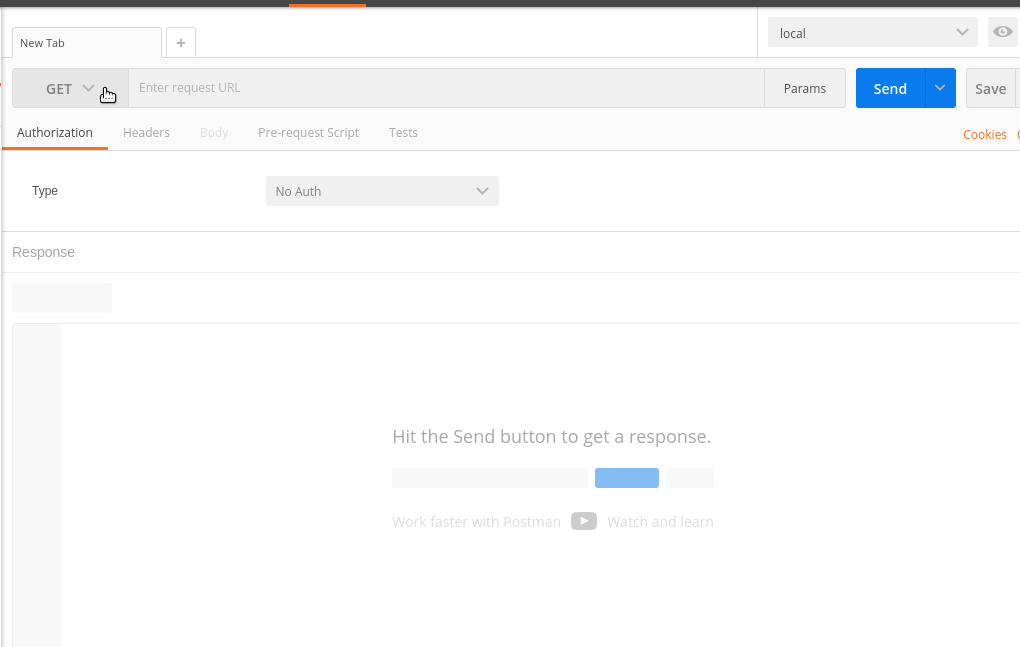 New Tab
+
local
GET
Enter request URL
Params
Send
Save
Authorization
Headers
Body
Pre-request Script
Tests
Cookies
Type
No Auth
Response
Hit the Send button to get a response.
Work faster with Postman
Watch and learn